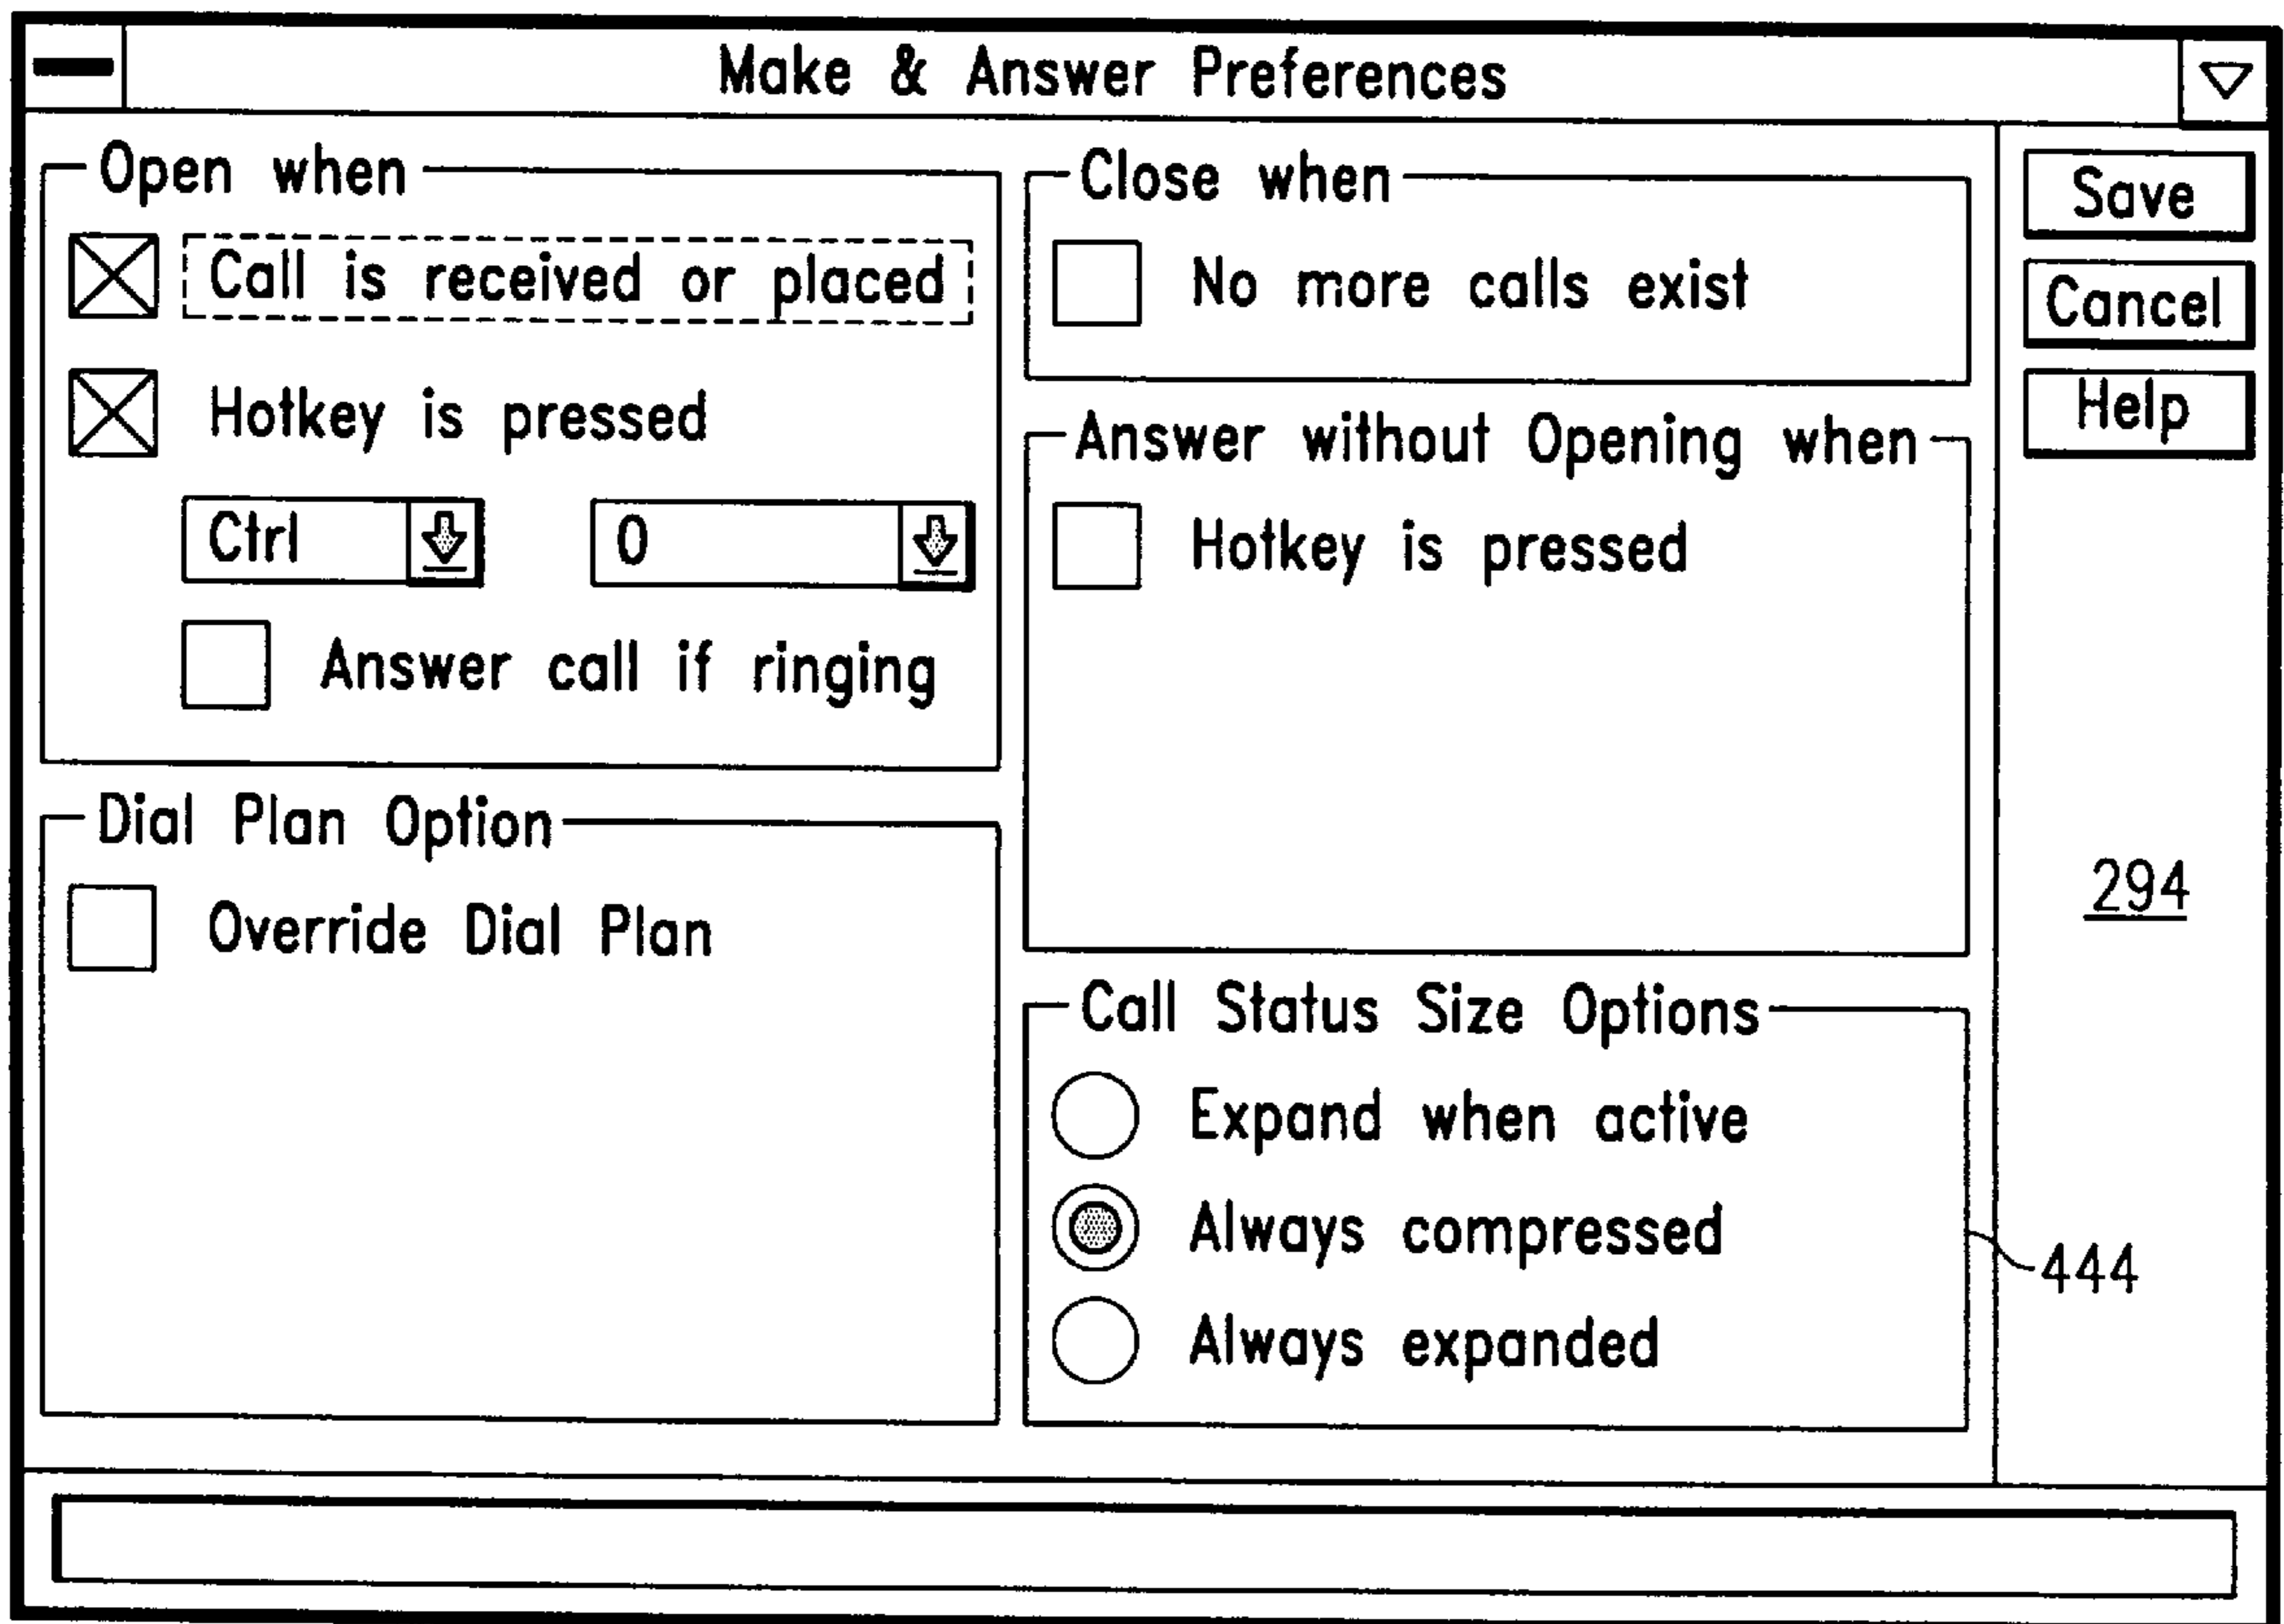 Make & Answer Preferences
Open when
Call is received or placed
Hotkey is pressed
Ctrl
0
Answer call if ringing
Dial Plan Option
Override Dial Plan
Close when
No more calls exist
Answer without Opening when
Hotkey is pressed
Call Status Size Options
Expand when active
Always compressed
Always expanded
Save
Cancel
Help
294
444